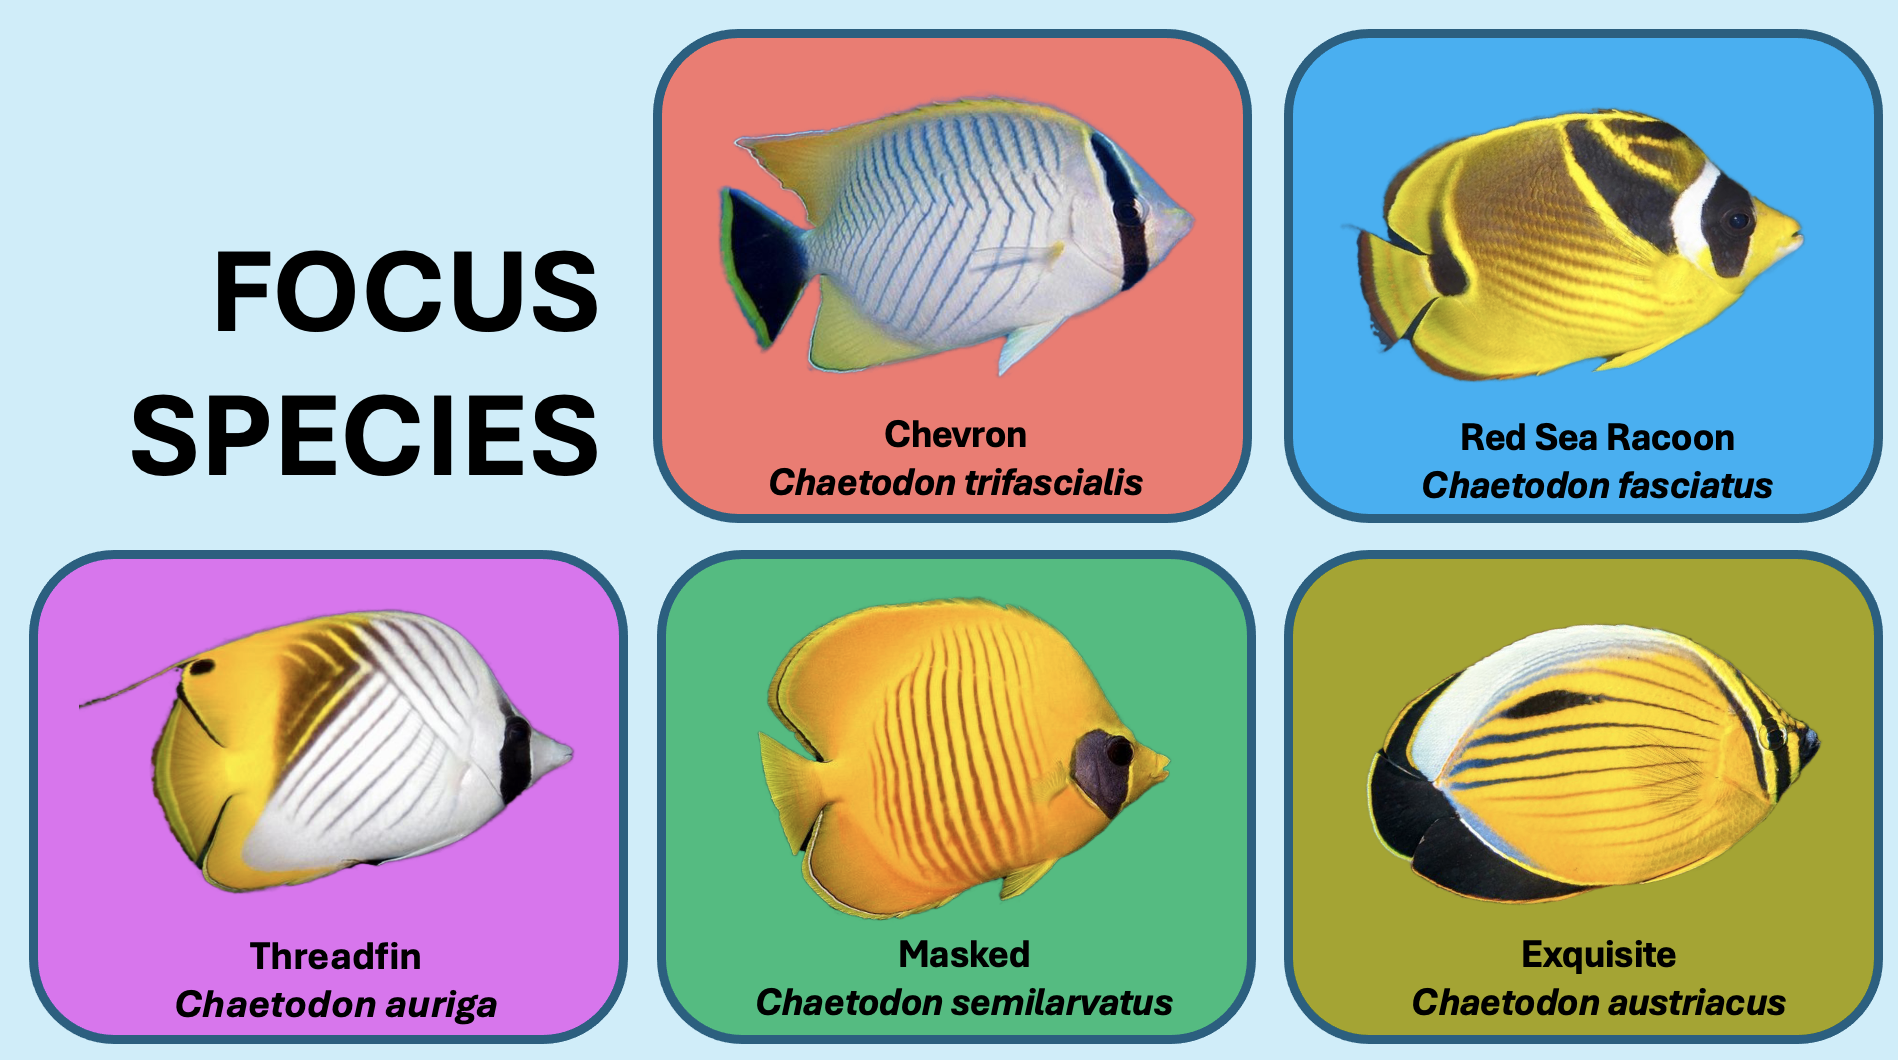 FOCUS
SPECIES
Chevron
Chaetodon trifascialis
Red Sea Racoon
Chaetodon fasciatus
Threadfin
Chaetodon auriga
Masked
Chaetodon semilarvatus
Exquisite
Chaetodon austriacus